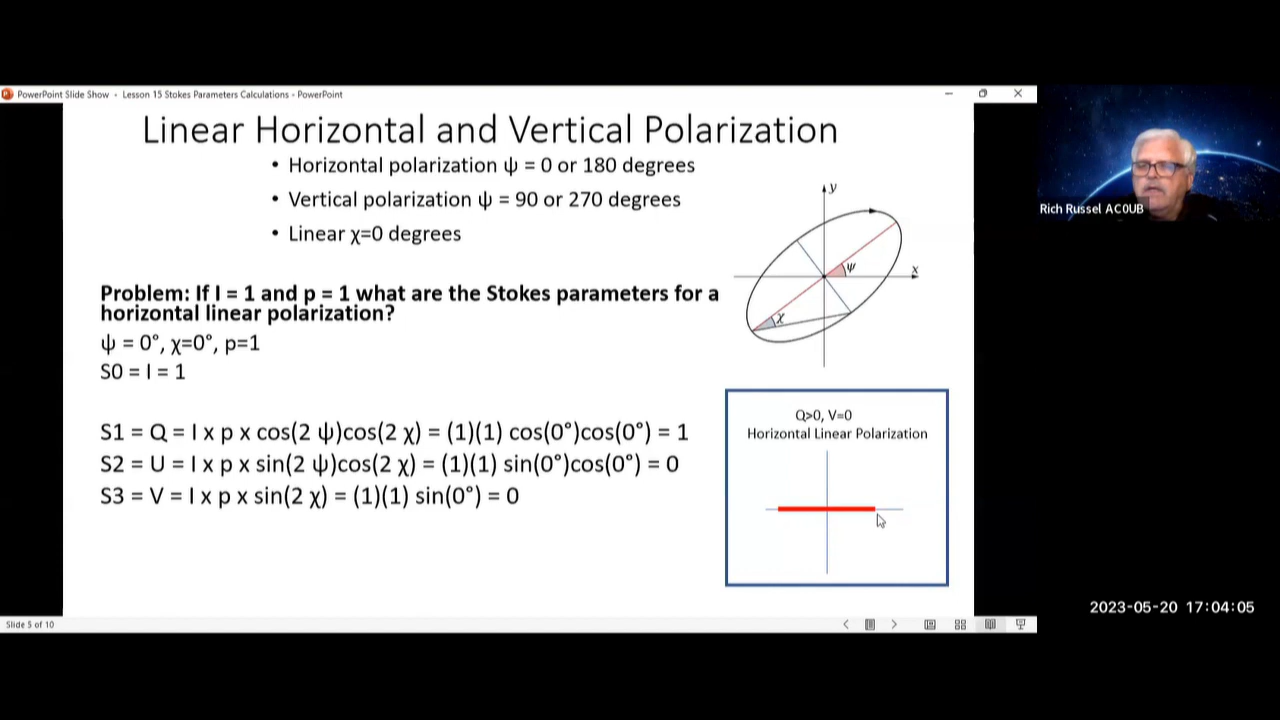 PowerPoint Slide Show - Lesson 15 Stokes Parameters Calculations - PowerPoint
Linear Horizontal and Vertical Polarization
• Horizontal polarization ψ = 0 or 180 degrees
• Vertical polarization ψ = 90 or 270 degrees
• Linear χ=0 degrees
y
ψ
x
χ
Problem: If I = 1 and p = 1 what are the Stokes parameters for a
horizontal linear polarization?
ψ = 0°, χ=0°, p=1
S0 = I = 1
S1 = Q = I x p x cos(2 ψ)cos(2 χ) = (1)(1) cos(0°)cos(0°) = 1
S2 = U = I x p x sin(2 ψ)cos(2 χ) = (1)(1) sin(0°)cos(0°) = 0
S3 = V = I x p x sin(2 χ) = (1)(1) sin(0°) = 0
Q>0, V=0
Horizontal Linear Polarization
Slide 5 of 10
Rich Russel AC0UB
2023-05-20 17:04:05